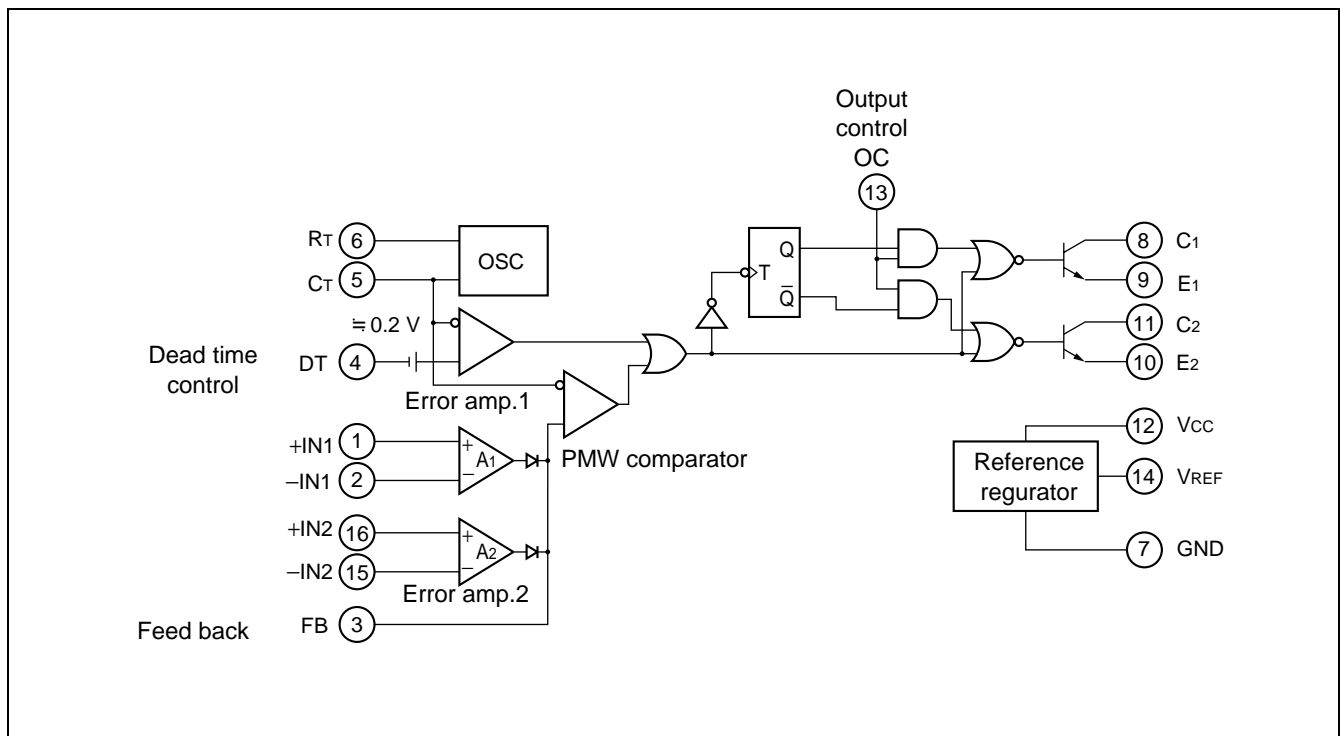 Output
control
OC
13
RT 6
OSC
CT 5
≒ 0.2 V
Dead time
control
DT 4
Error amp.1
+IN1 1
−IN1 2
+
A1
−
PMW comparator
+IN2 16
−IN2 15
+
A2
−
Error amp.2
Feed back
FB 3
T
Q
Q̅
8 C1
9 E1
11 C2
10 E2
12 VCC
Reference
regurator
14 VREF
7 GND